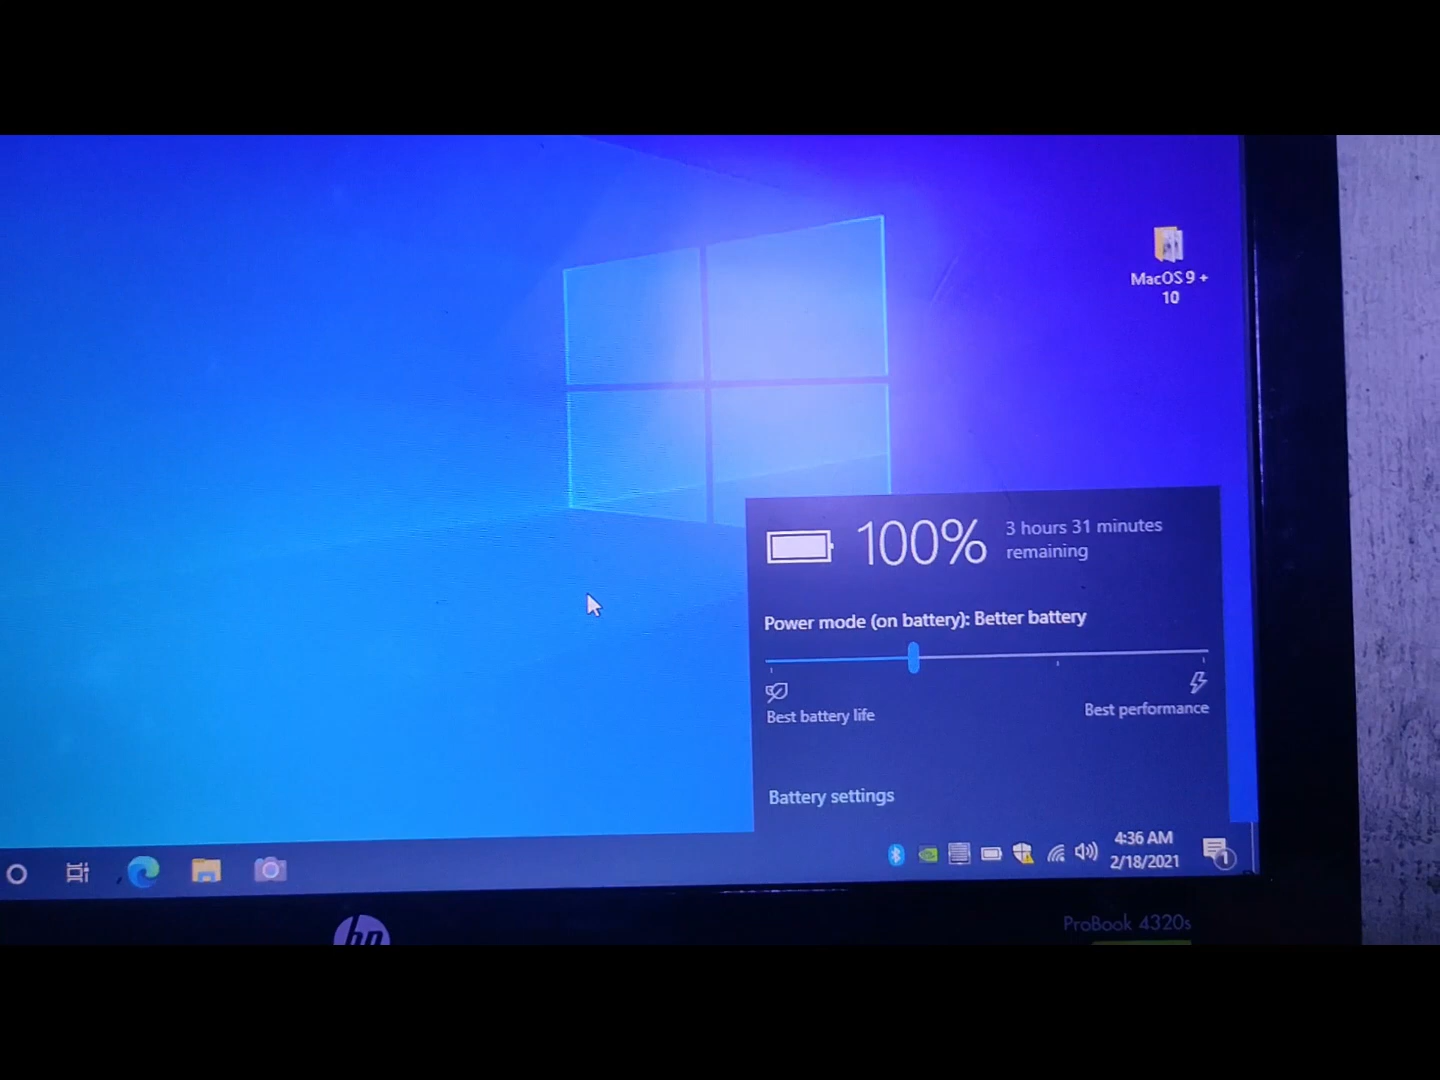 MacOS 9 +
10
100%
3 hours 31 minutes
remaining
Power mode (on battery): Better battery
Best battery life
Best performance
Battery settings
4:36 AM
2/18/2021
1
hp
ProBook 4320s